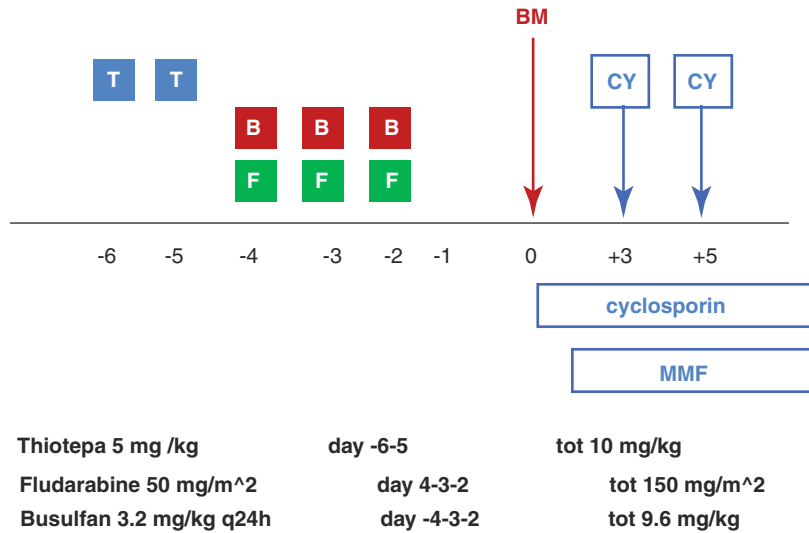 BM
T T CY CY
B B B
F F F
-6 -5 -4 -3 -2 -1 0 +3 +5
cyclosporin
MMF
Thiotepa 5 mg /kg day -6-5 tot 10 mg/kg
Fludarabine 50 mg/m^2 day 4-3-2 tot 150 mg/m^2
Busulfan 3.2 mg/kg q24h day -4-3-2 tot 9.6 mg/kg